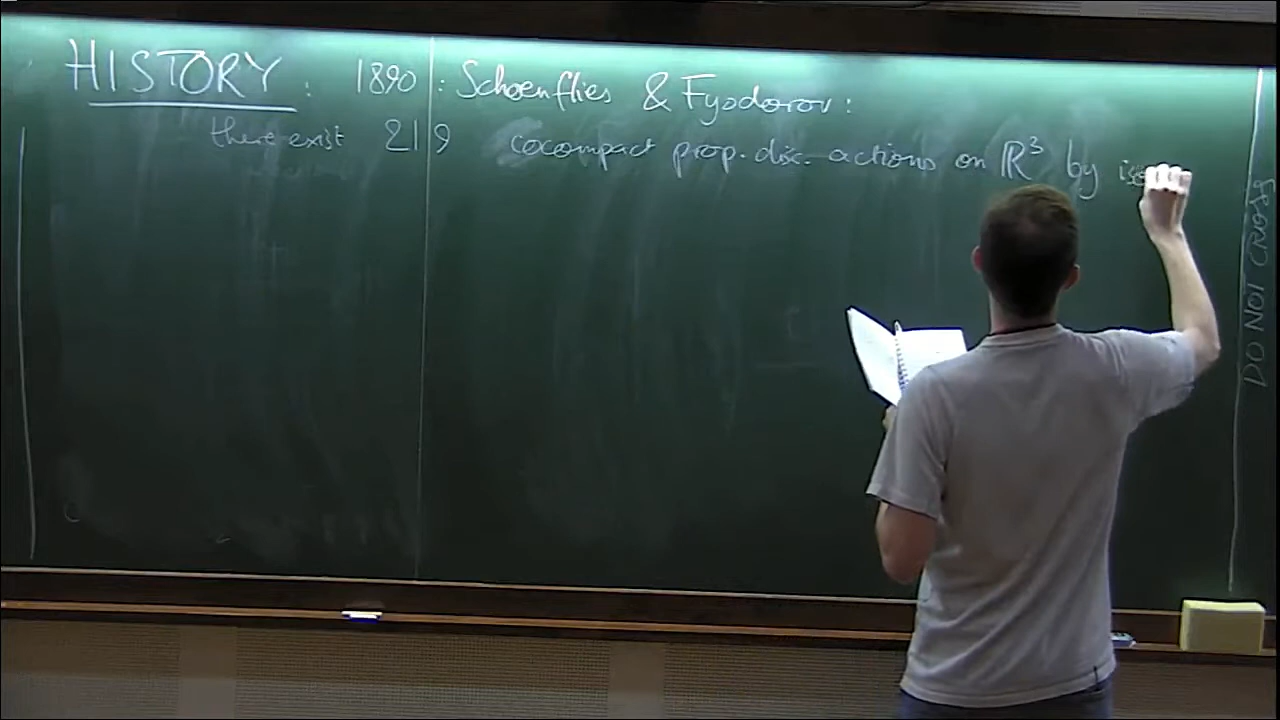 HISTORY: 1890: Schoenflies & Fyodorov:
there exist 219 cocompact prop. disc. actions on ℝ³ by
DO NOT CROSS